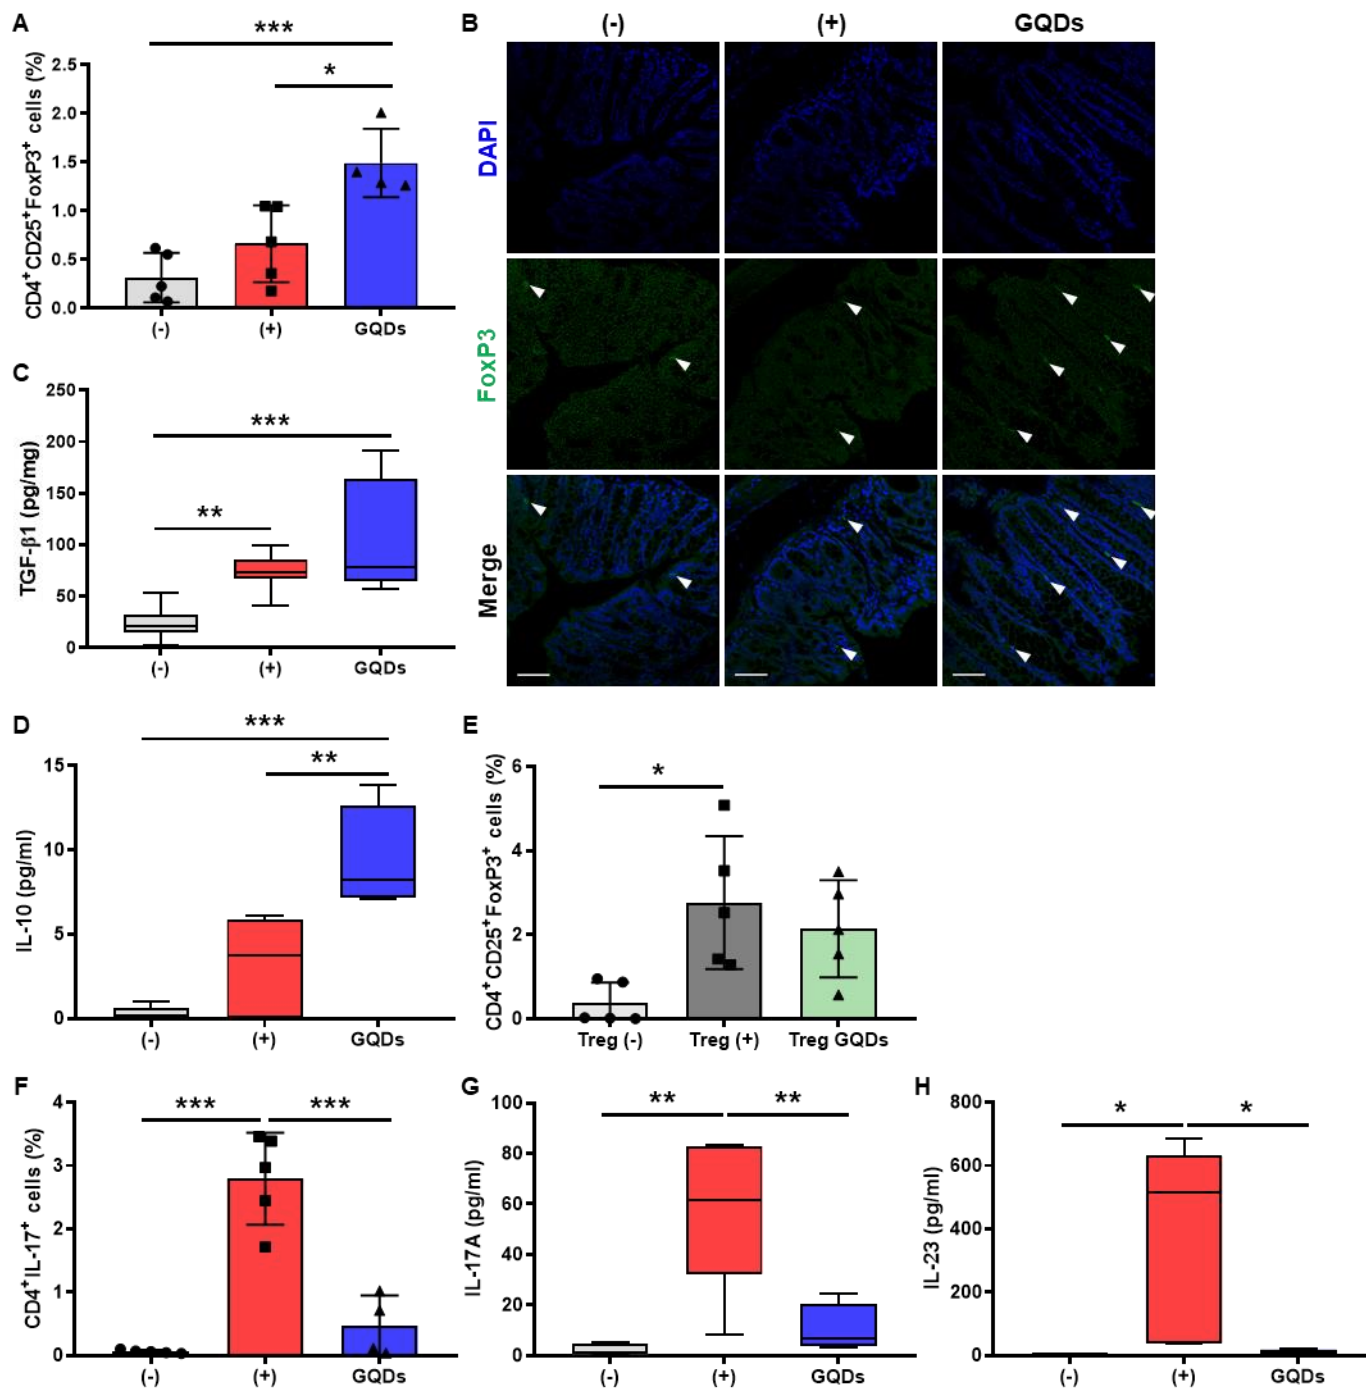 A
***
*
CD4+CD25+FoxP3+ cells (%)
2.5
2.0
1.5
1.0
0.5
0.0
(-) (+) GQDs
B
(-) (+) GQDs
DAPI
FoxP3
Merge
C
***
**
TGF-β1 (pg/mg)
250
200
150
100
50
0
(-) (+) GQDs
D
***
**
IL-10 (pg/ml)
15
10
5
0
(-) (+) GQDs
E
*
CD4+CD25+FoxP3+ cells (%)
6
4
2
0
Treg (-) Treg (+) Treg GQDs
F
*** ***
CD4+IL-17+ cells (%)
4
3
2
1
0
(-) (+) GQDs
G
** **
IL-17A (pg/ml)
100
80
60
40
20
0
(-) (+) GQDs
H
* *
IL-23 (pg/ml)
800
600
400
200
0
(-) (+) GQDs